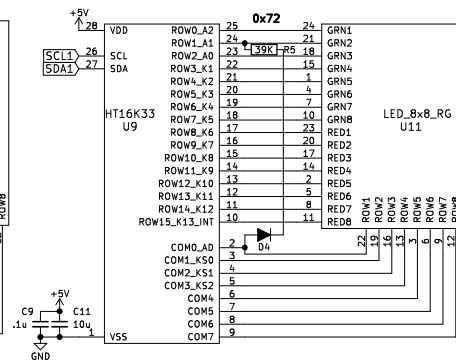 +5V
0x72
28 VDD ROW0_A2 25 24 GRN1
ROW1_A1 24 21 GRN2
SCL1 26 SCL ROW2_A0 23 39K R5 18 GRN3
SDA1 27 SDA ROW3_K1 22 15 GRN4
ROW4_K2 21 1 GRN5
ROW5_K3 20 4 GRN6
ROW6_K4 19 7 GRN7
HT16K33 ROW7_K5 18 10 GRN8 LED_8x8_RG
U9 ROW8_K6 17 23 RED1 U11
ROW9_K7 16 20 RED2
ROW10_K8 15 17 RED3
ROW11_K9 14 14 RED4
ROW12_K10 13 2 RED5
ROW13_K11 12 5 RED6
ROW14_K12 11 8 RED7
ROW15_K13_INT 10 11 RED8
ROW1 ROW2 ROW3 ROW4 ROW5 ROW6 ROW7 ROW8
22 19 16 13 3 6 9 12
ROW8
COM0_AD 2 D4
COM1_KS0 3
COM2_KS1 4
COM3_KS2 5
+5V
COM4 6
C9 C11 COM5 7
.1u 10u COM6 8
1 VSS COM7 9
GND